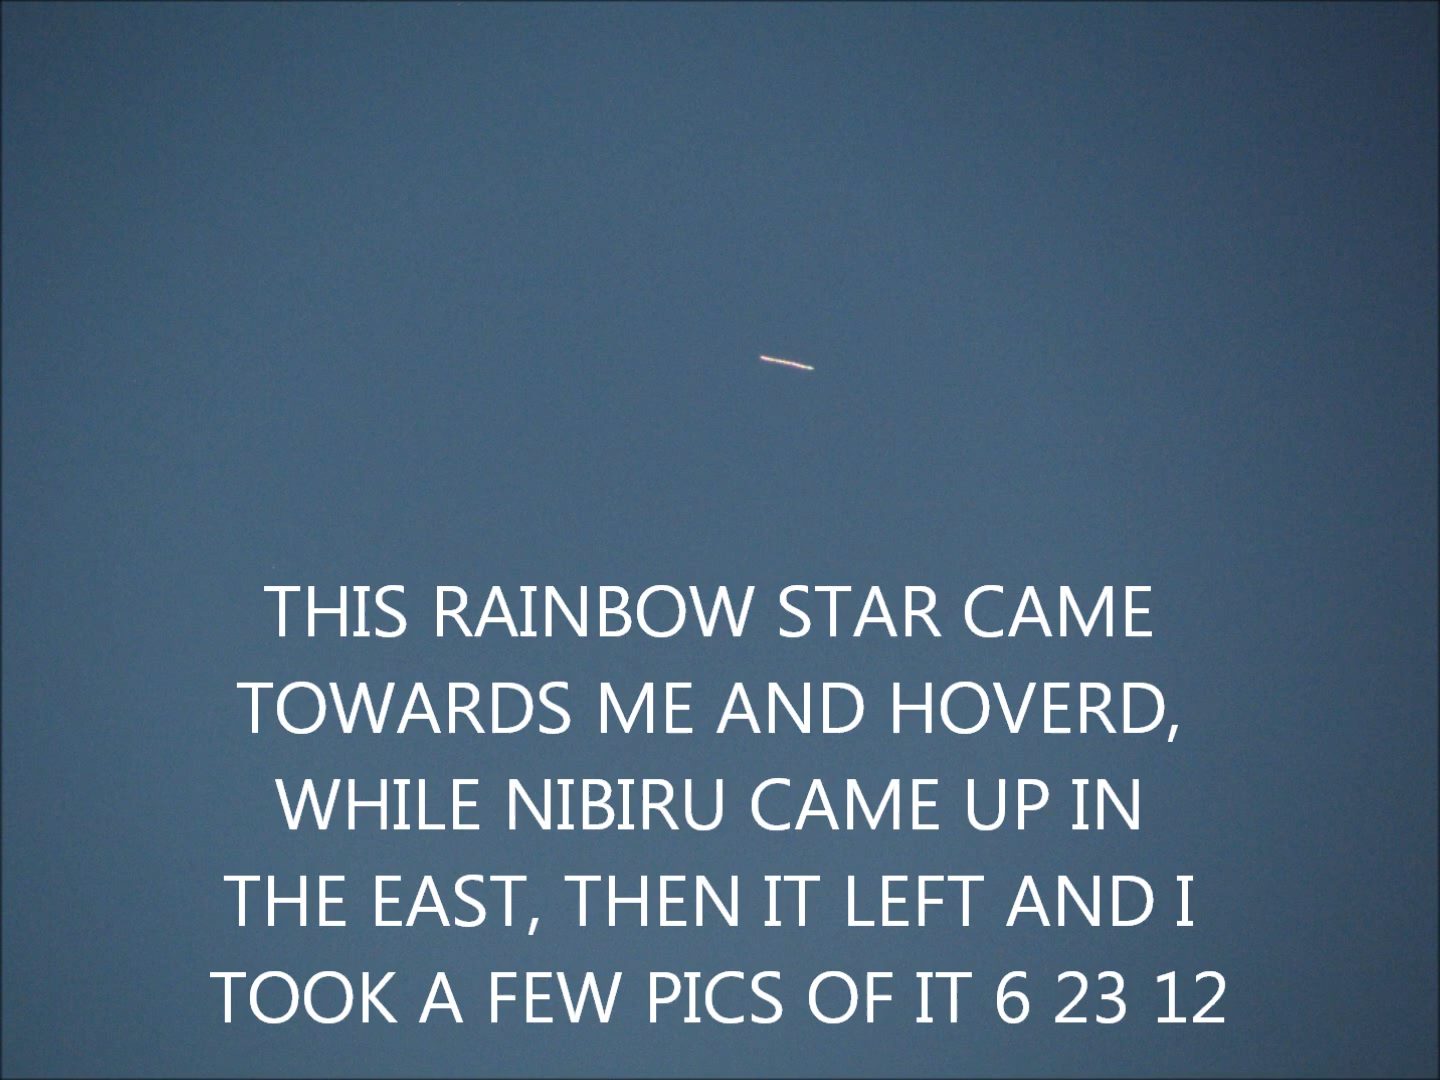 THIS RAINBOW STAR CAME
TOWARDS ME AND HOVERD,
WHILE NIBIRU CAME UP IN
THE EAST, THEN IT LEFT AND I
TOOK A FEW PICS OF IT 6 23 12